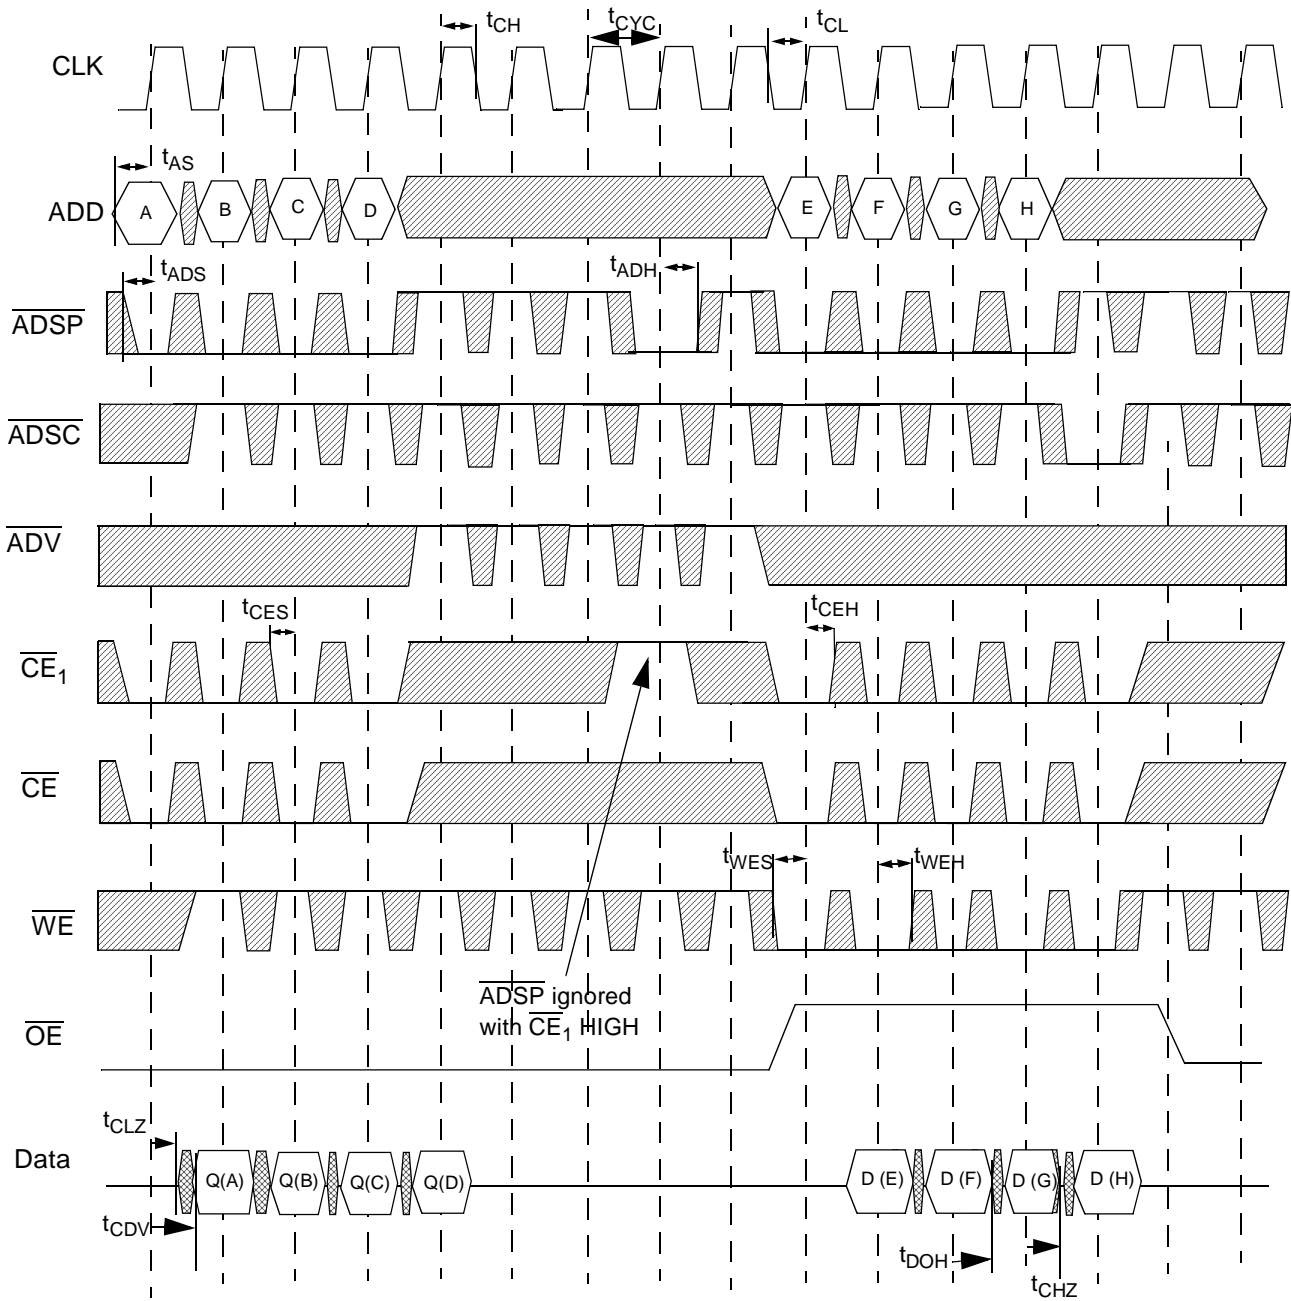 tCH
tCYC
tCL
CLK
tAS
ADD
A
B
C
D
E
F
G
H
tADS
tADH
ADSP
ADSC
ADV
tCES
tCEH
CE1
CE
tWES
tWEH
WE
ADSP ignored
with CE1 HIGH
OE
tCLZ
Data
Q(A)
Q(B)
Q(C)
Q(D)
D (E)
D (F)
D (G)
D (H)
tCDV
tDOH
tCHZ